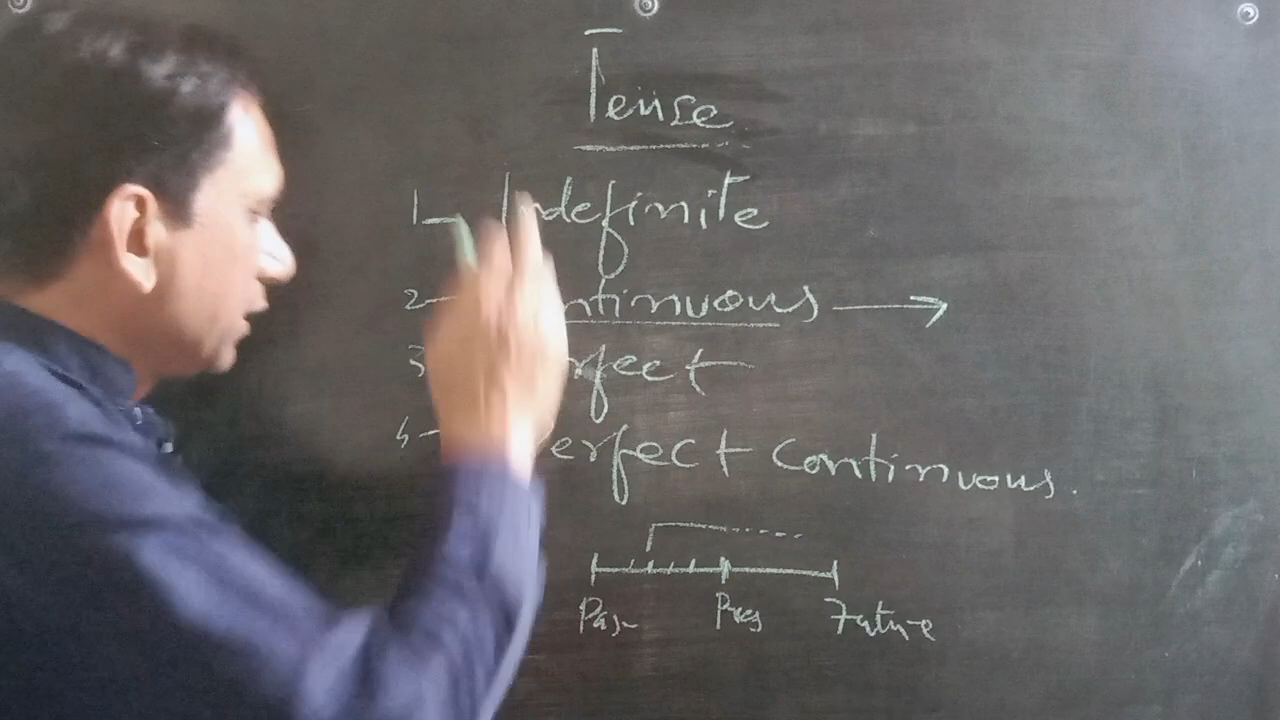 Tense
1- Indefinite
2- ntinuous →
3 rfect
4- erfect continuous.
Pas Pres Future